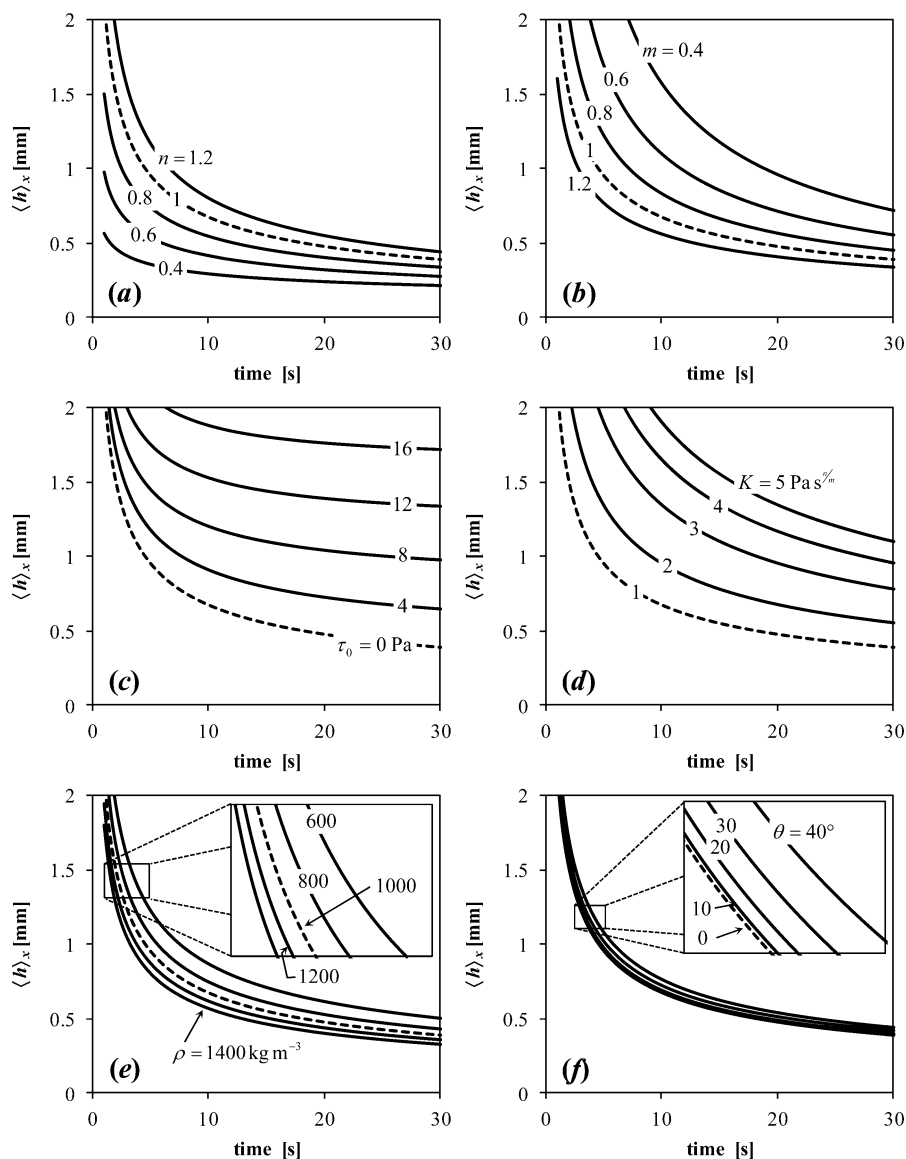 2
1.5
1
0.5
0
⟨h⟩x [mm]
n = 1.2
1
0.8
0.6
0.4
(a)
0 10 20 30
time [s]
2
1.5
1
0.5
0
⟨h⟩x [mm]
m = 0.4
0.6
0.8
1
1.2
(b)
0 10 20 30
time [s]
2
1.5
1
0.5
0
⟨h⟩x [mm]
16
12
8
4
τ0 = 0 Pa
(c)
0 10 20 30
time [s]
2
1.5
1
0.5
0
⟨h⟩x [mm]
K = 5 Pa s^n/m
4
3
2
1
(d)
0 10 20 30
time [s]
2
1.5
1
0.5
0
⟨h⟩x [mm]
600
800
1000
1200
ρ = 1400 kg m−3
(e)
0 10 20 30
time [s]
2
1.5
1
0.5
0
⟨h⟩x [mm]
θ = 40°
30
20
10
0
(f)
0 10 20 30
time [s]